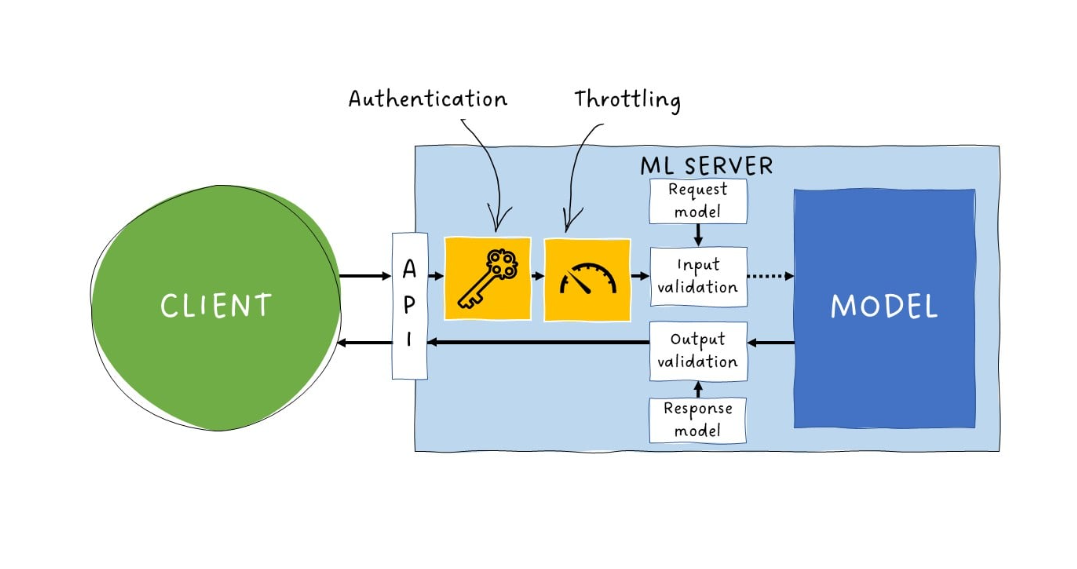 Authentication
Throttling
ML SERVER
Request
model
CLIENT
A
P
I
Input
validation
MODEL
Output
validation
Response
model